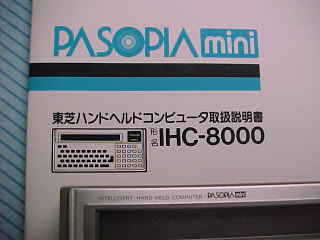 PASOPIA mini
東芝ハンドヘルドコンピュータ取扱説明書
形名 IHC-8000
INTELLIGENT HAND-HELD COMPUTER PASOPIA mini